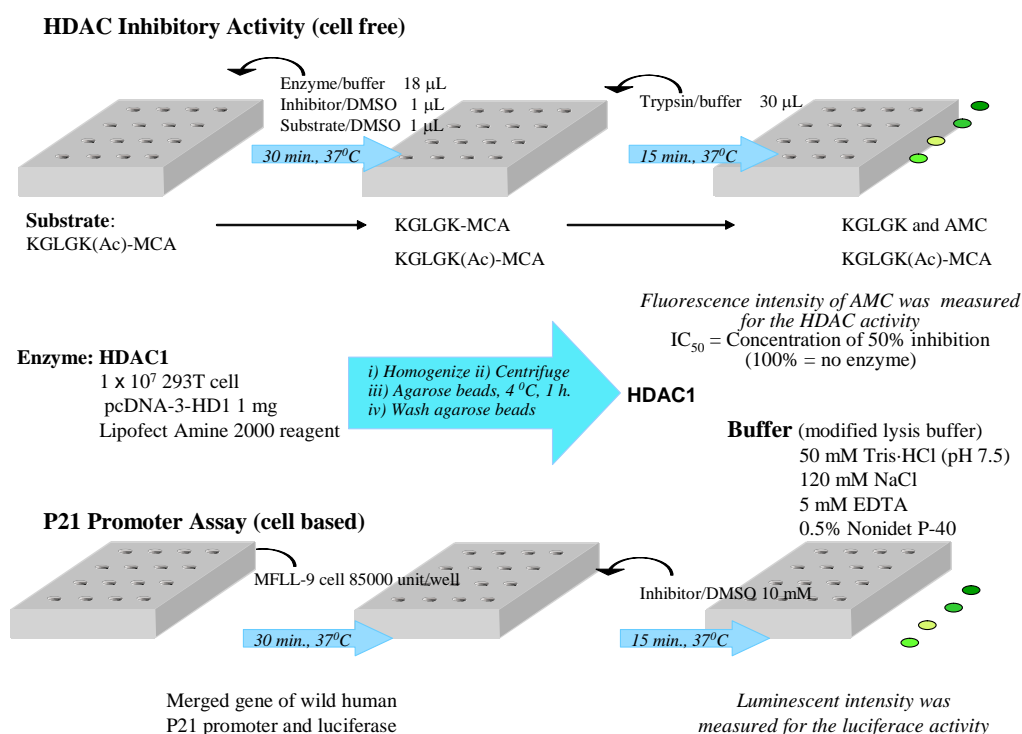 HDAC Inhibitory Activity (cell free)
Enzyme/buffer 18 μL
Inhibitor/DMSO 1 μL
Substrate/DMSO 1 μL
30 min., 37⁰C
Trypsin/buffer 30 μL
15 min., 37⁰C
Substrate:
KGLGK(Ac)-MCA
KGLGK-MCA
KGLGK(Ac)-MCA
KGLGK and AMC
KGLGK(Ac)-MCA
Fluorescence intensity of AMC was measured
for the HDAC activity
IC₅₀ = Concentration of 50% inhibition
(100% = no enzyme)
Enzyme: HDAC1
1 x 10⁷ 293T cell
pcDNA-3-HD1 1 mg
Lipofect Amine 2000 reagent
i) Homogenize ii) Centrifuge
iii) Agarose beads, 4 ⁰C, 1 h.
iv) Wash agarose beads
HDAC1
Buffer (modified lysis buffer)
50 mM Tris·HCl (pH 7.5)
120 mM NaCl
5 mM EDTA
0.5% Nonidet P-40
P21 Promoter Assay (cell based)
MFLL-9 cell 85000 unit/well
30 min., 37⁰C
Inhibitor/DMSO 10 mM
15 min., 37⁰C
Merged gene of wild human
P21 promoter and luciferase
Luminescent intensity was
measured for the luciferace activity